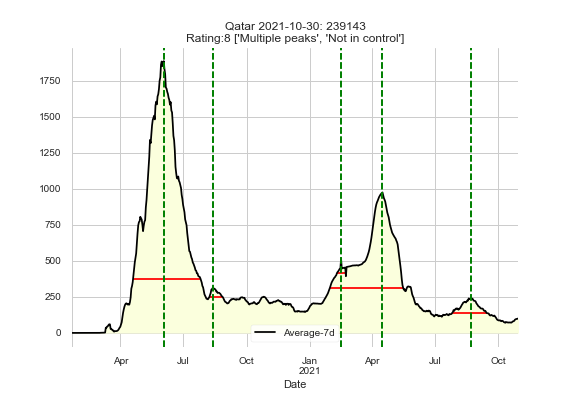 Qatar 2021-10-30: 239143
Rating:8 ['Multiple peaks', 'Not in control']
1750
1500
1250
1000
750
500
250
0
Average-7d
Apr Jul Oct Jan Apr Jul Oct
2021
Date